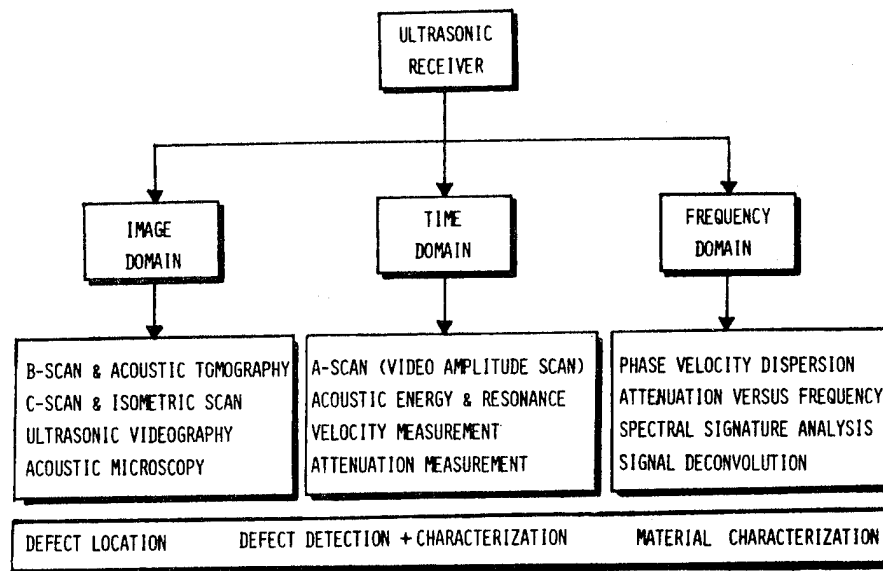 ULTRASONIC
RECEIVER
IMAGE
DOMAIN
TIME
DOMAIN
FREQUENCY
DOMAIN
B-SCAN & ACOUSTIC TOMOGRAPHY
C-SCAN & ISOMETRIC SCAN
ULTRASONIC VIDEOGRAPHY
ACOUSTIC MICROSCOPY
A-SCAN (VIDEO AMPLITUDE SCAN)
ACOUSTIC ENERGY & RESONANCE
VELOCITY MEASUREMENT
ATTENUATION MEASUREMENT
PHASE VELOCITY DISPERSION
ATTENUATION VERSUS FREQUENCY
SPECTRAL SIGNATURE ANALYSIS
SIGNAL DECONVOLUTION
DEFECT LOCATION DEFECT DETECTION + CHARACTERIZATION MATERIAL CHARACTERIZATION